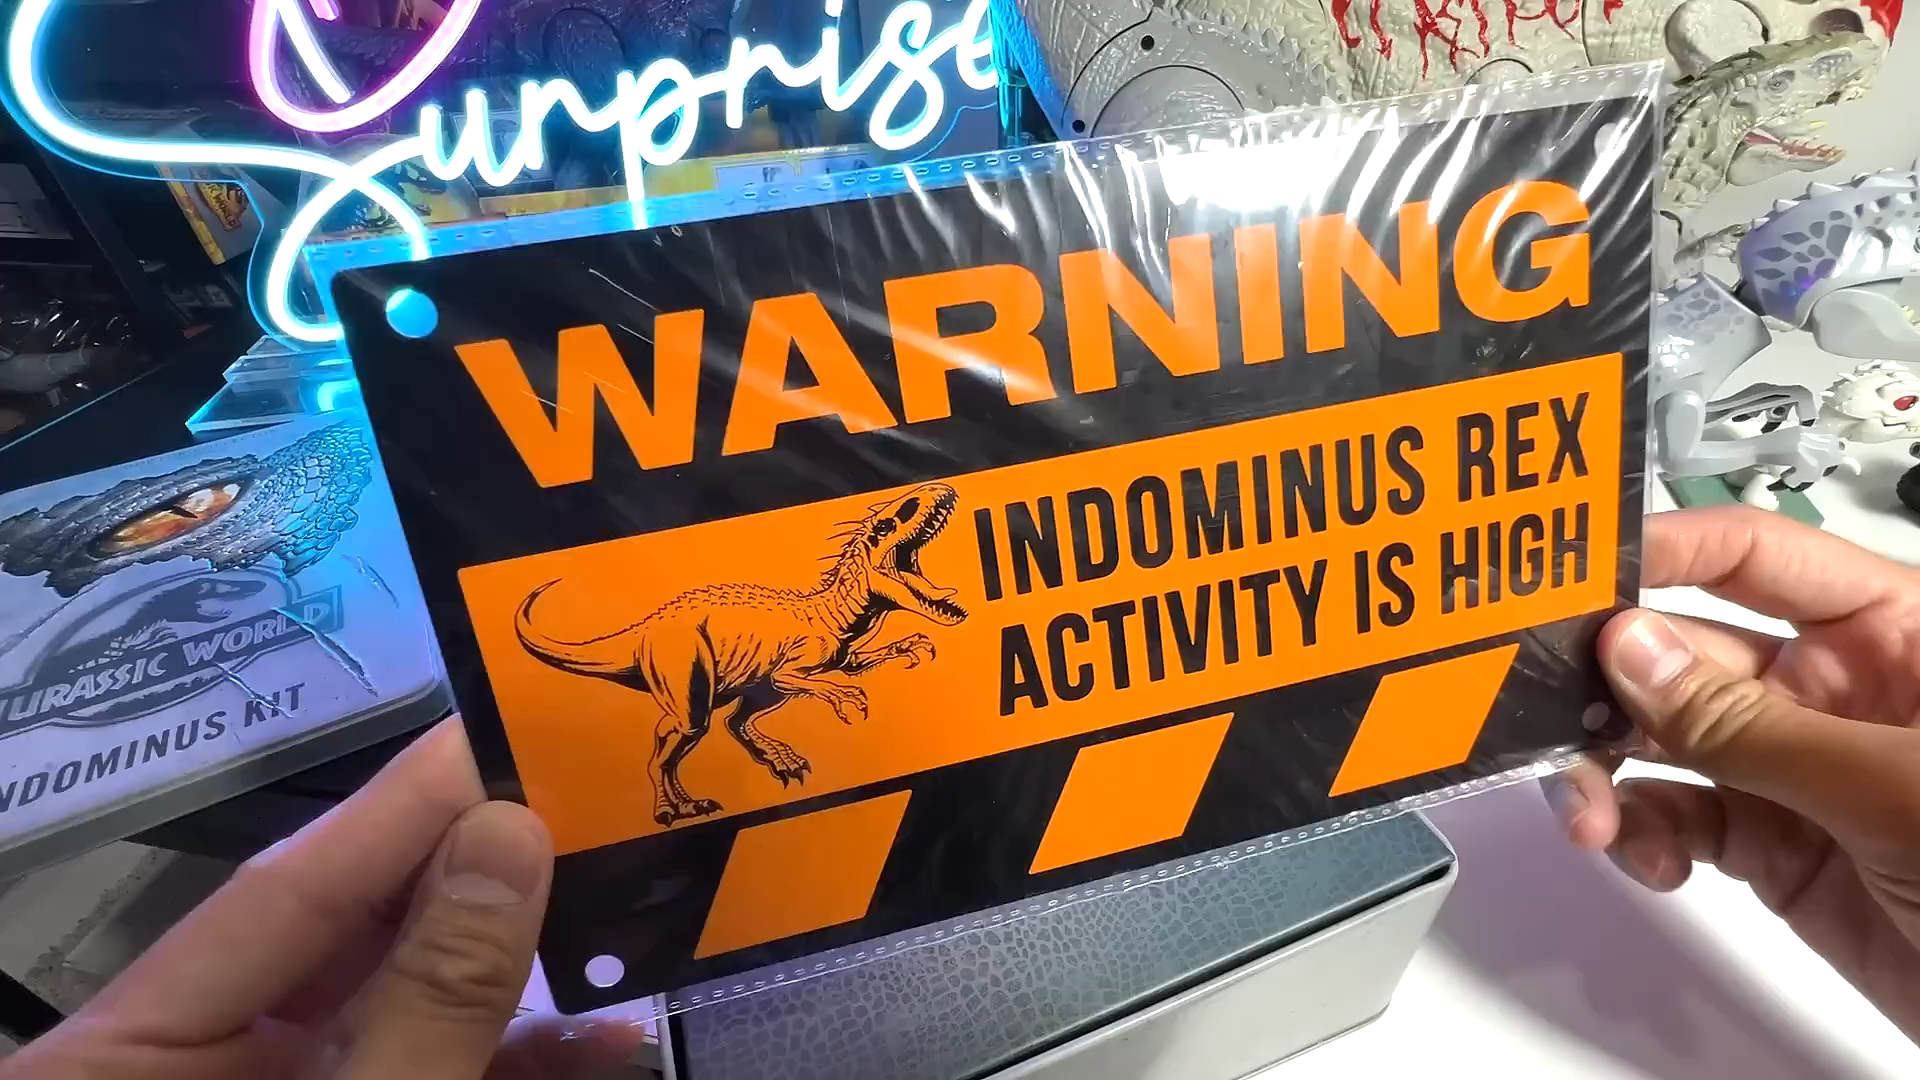 Surprise
WARNING
INDOMINUS REX
ACTIVITY IS HIGH
JURASSIC WORLD
INDOMINUS KIT